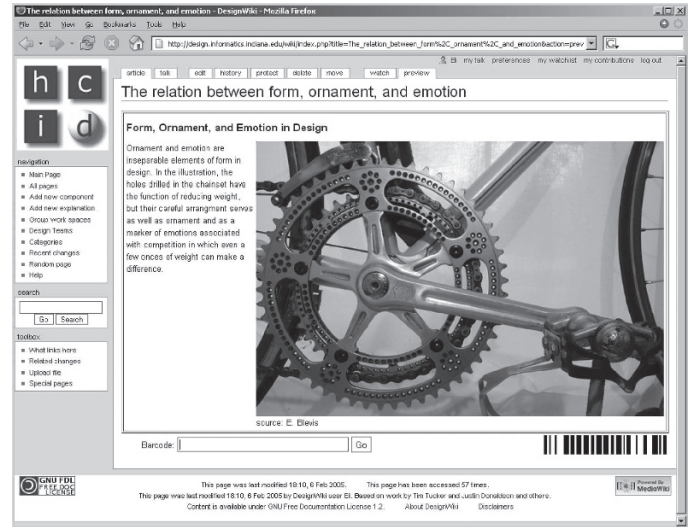 The relation between form, ornament, and emotion - DesignWiki - Mozilla Firefox
File Edit View Go Bookmarks Tools Help
http://design.informatics.indiana.edu/wiki/index.php?title=The_relation_between_form%2C_ornament%2C_and_emotion&action=prev
Eli my talk preferences my watchlist my contributions log out
article talk edit history protect delete move watch preview
h c
i d
The relation between form, ornament, and emotion
Form, Ornament, and Emotion in Design
Ornament and emotion are
inseparable elements of form in
design. In the illustration, the
holes drilled in the chainset have
the function of reducing weight,
but their careful arrangment serves
as well as ornament and as a
marker of emotions associated
with competition in which even a
few onces of weight can make a
difference.
source: E. Blevis
navigation
Main Page
All pages
Add new component
Add new explanation
Group work spaces
Design Teams
Categories
Recent changes
Random page
Help
search
Go Search
toolbox
What links here
Related changes
Upload file
Special pages
Barcode: Go
GNU FDL
FREE DOC
LICENSE
This page was last modified 18:10, 6 Feb 2005. This page has been accessed 57 times.
This page was last modified 18:10, 6 Feb 2005 by DesignWiki user Eli. Based on work by Tim Tucker and Justin Donaldson and others.
Content is available under GNU Free Documentation License 1.2. About DesignWiki Disclaimers
Powered By
MediaWiki